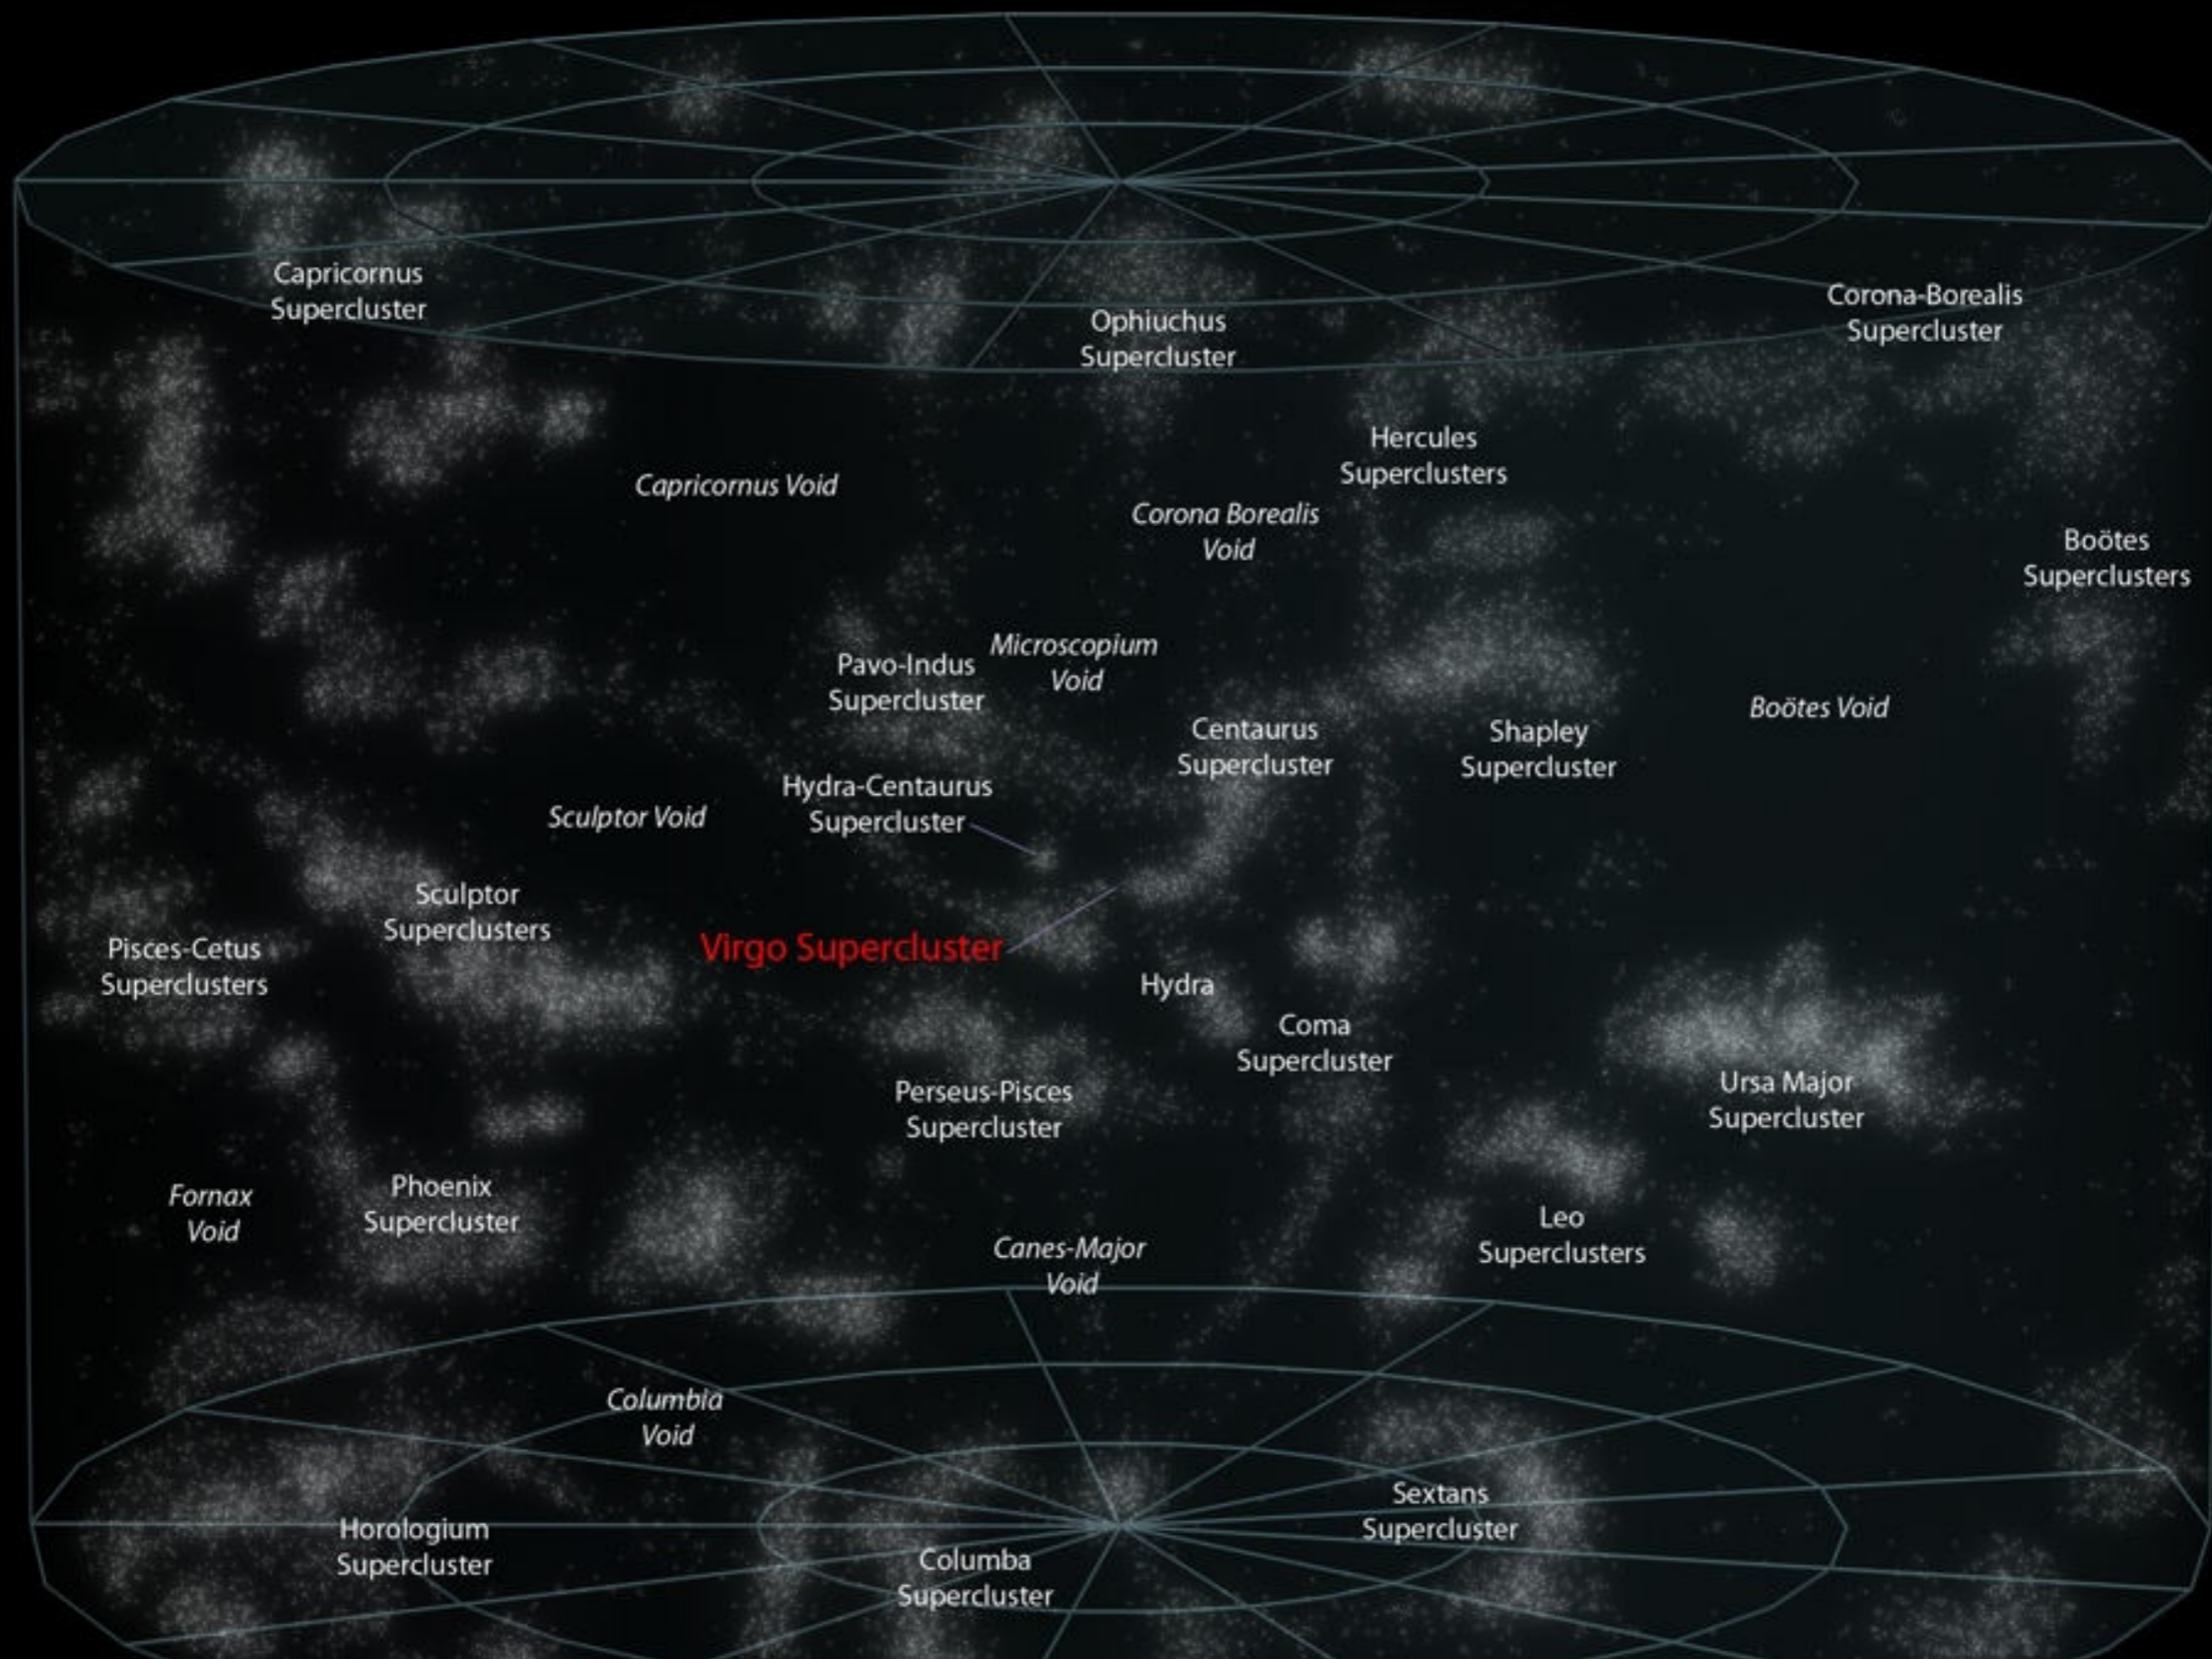 Capricornus
Supercluster
Ophiuchus
Supercluster
Corona-Borealis
Supercluster
Hercules
Superclusters
Capricornus Void
Corona Borealis
Void
Boötes
Superclusters
Pavo-Indus
Supercluster
Microscopium
Void
Boötes Void
Centaurus
Supercluster
Shapley
Supercluster
Hydra-Centaurus
Supercluster
Sculptor Void
Sculptor
Superclusters
Virgo Supercluster
Pisces-Cetus
Superclusters
Hydra
Coma
Supercluster
Perseus-Pisces
Supercluster
Ursa Major
Supercluster
Fornax
Void
Phoenix
Supercluster
Leo
Superclusters
Canes-Major
Void
Columbia
Void
Sextans
Supercluster
Horologium
Supercluster
Columba
Supercluster